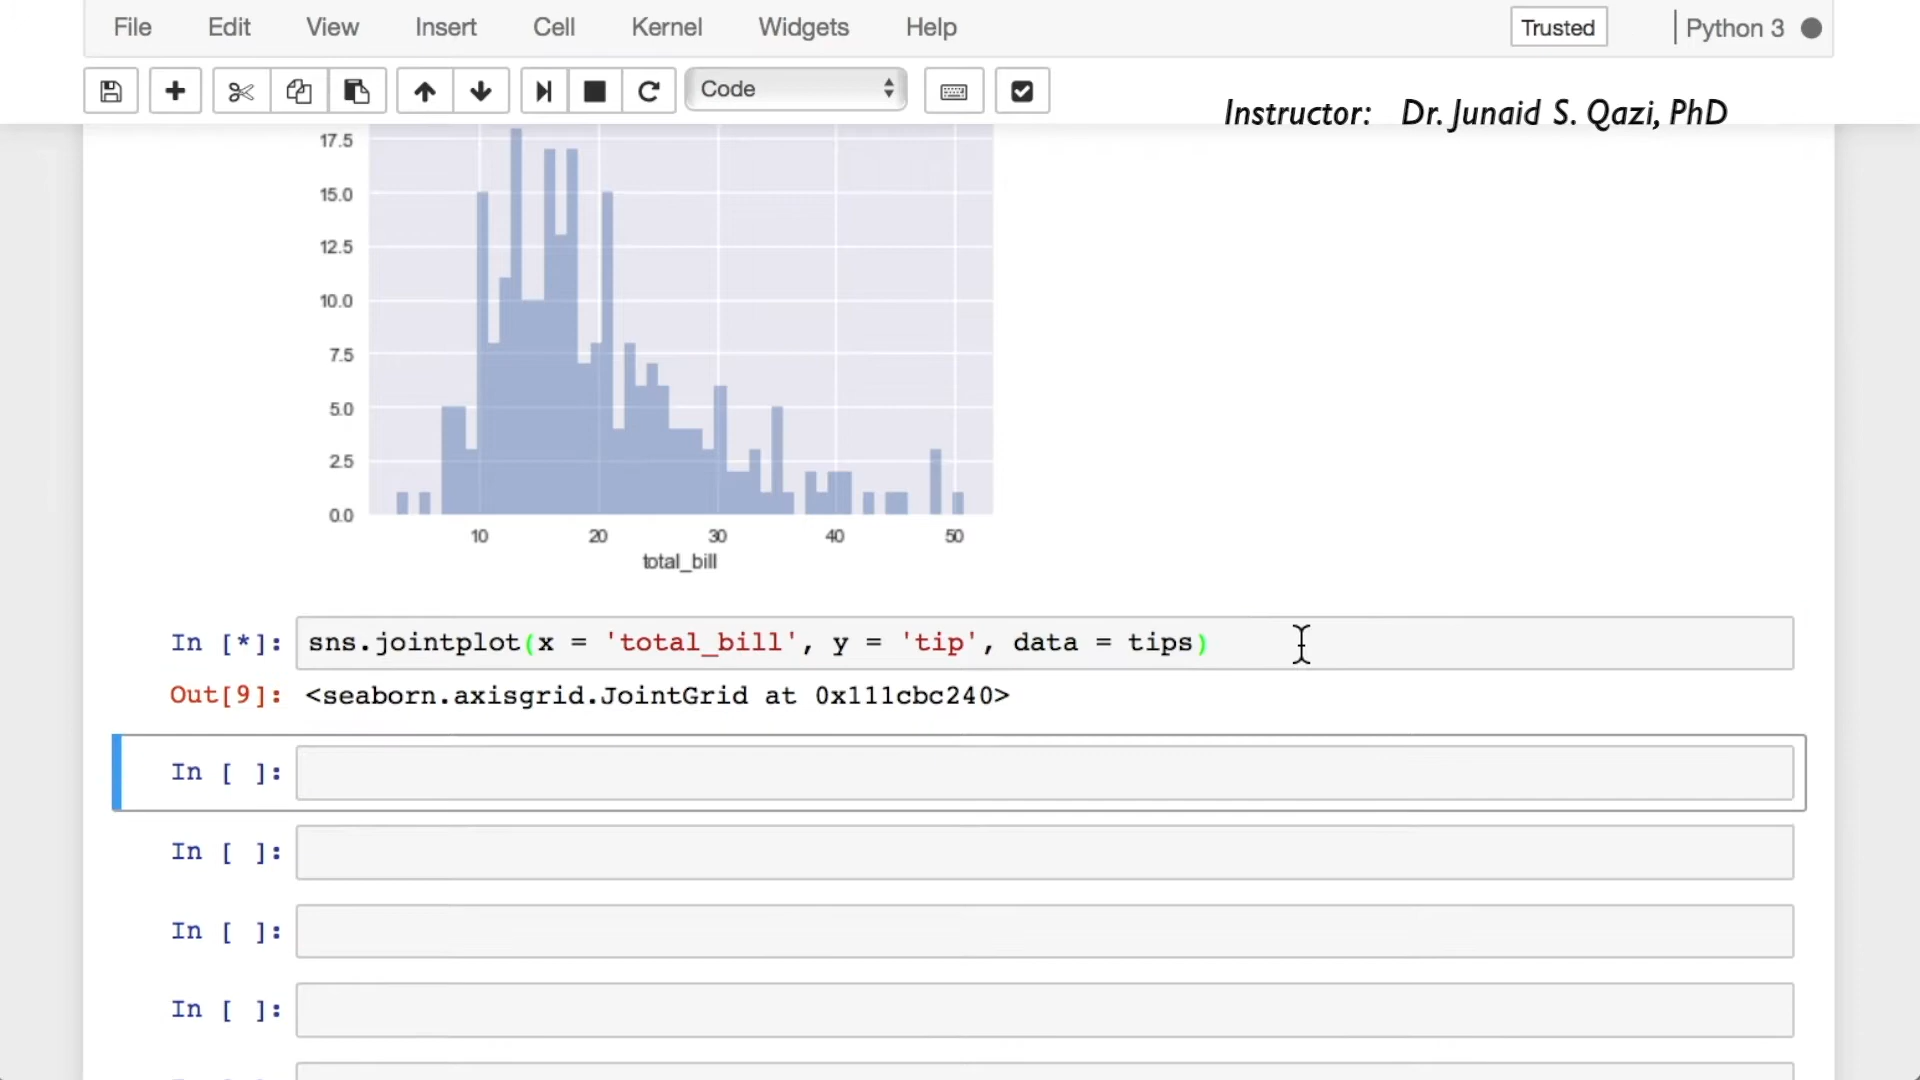 File Edit View Insert Cell Kernel Widgets Help Trusted Python 3
Code
Instructor: Dr. Junaid S. Qazi, PhD
17.5
15.0
12.5
10.0
7.5
5.0
2.5
0.0
10 20 30 40 50
total_bill
In [*]: sns.jointplot(x = 'total_bill', y = 'tip', data = tips)
Out[9]: <seaborn.axisgrid.JointGrid at 0x111cbc240>
In [ ]:
In [ ]:
In [ ]:
In [ ]: